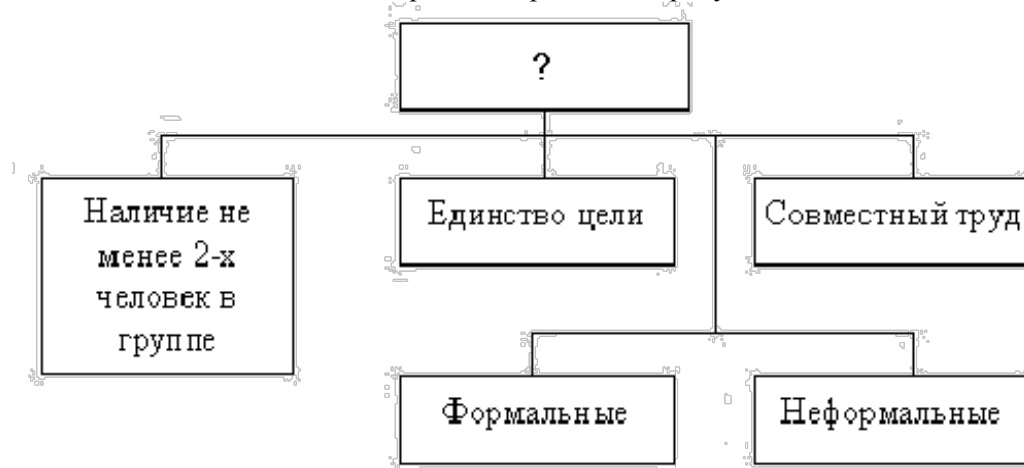 ?
Наличие не
менее 2-х
человек в
группе
Единство цели
Совместный труд
Формальные
Неформальные